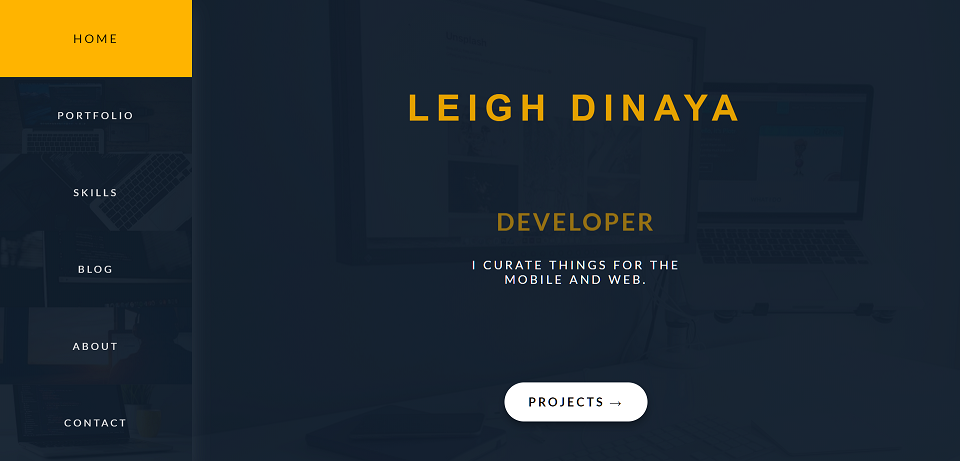 HOME
PORTFOLIO
SKILLS
BLOG
ABOUT
CONTACT
LEIGH DINAYA
DEVELOPER
I CURATE THINGS FOR THE
MOBILE AND WEB.
PROJECTS →